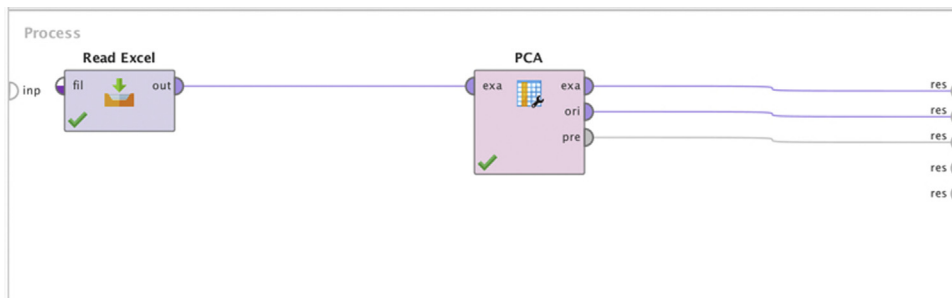 Process
Read Excel
PCA
inp
fil
out
exa
exa
res
ori
res
pre
res
res
res